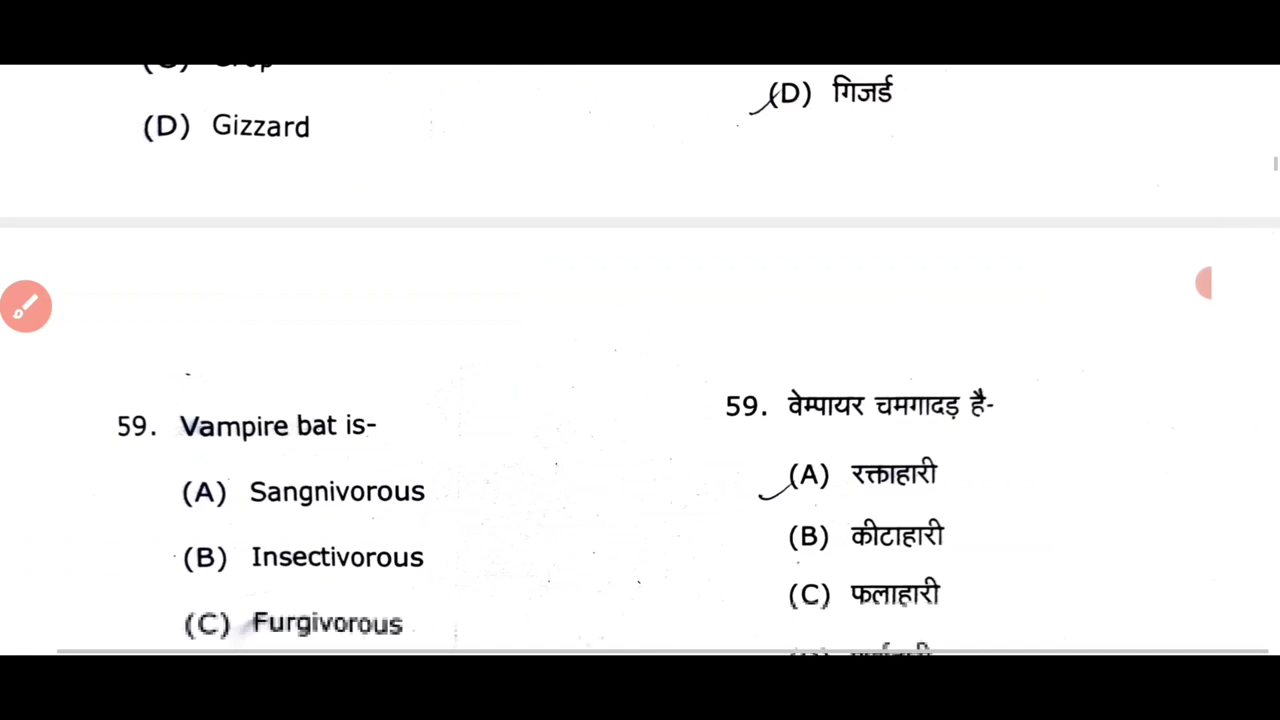 (D) Gizzard
(D) गिजर्ड
59. Vampire bat is-
(A) Sangnivorous
(B) Insectivorous
(C) Furgivorous
59. वेम्पायर चमगादड़ है-
(A) रक्ताहारी
(B) कीटाहारी
(C) फलाहारी